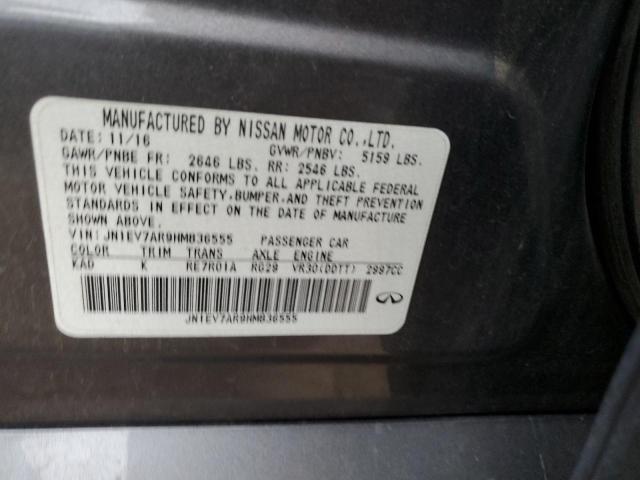 MANUFACTURED BY NISSAN MOTOR CO.,LTD.
DATE: 11/16 GVWR/PNBV: 5159 LBS.
GAWR/PNBE FR: 2646 LBS. RR: 2546 LBS.
THIS VEHICLE CONFORMS TO ALL APPLICABLE FEDERAL
MOTOR VEHICLE SAFETY,BUMPER,AND THEFT PREVENTION
STANDARDS IN EFFECT ON THE DATE OF MANUFACTURE
SHOWN ABOVE.
VIN: JN1EV7AR9HM836555 PASSENGER CAR
COLOR TRIM TRANS AXLE ENGINE
KAD K RE7R01A RG29 VR30(DDTT) 2997CC
JN1EV7AR9HM836555